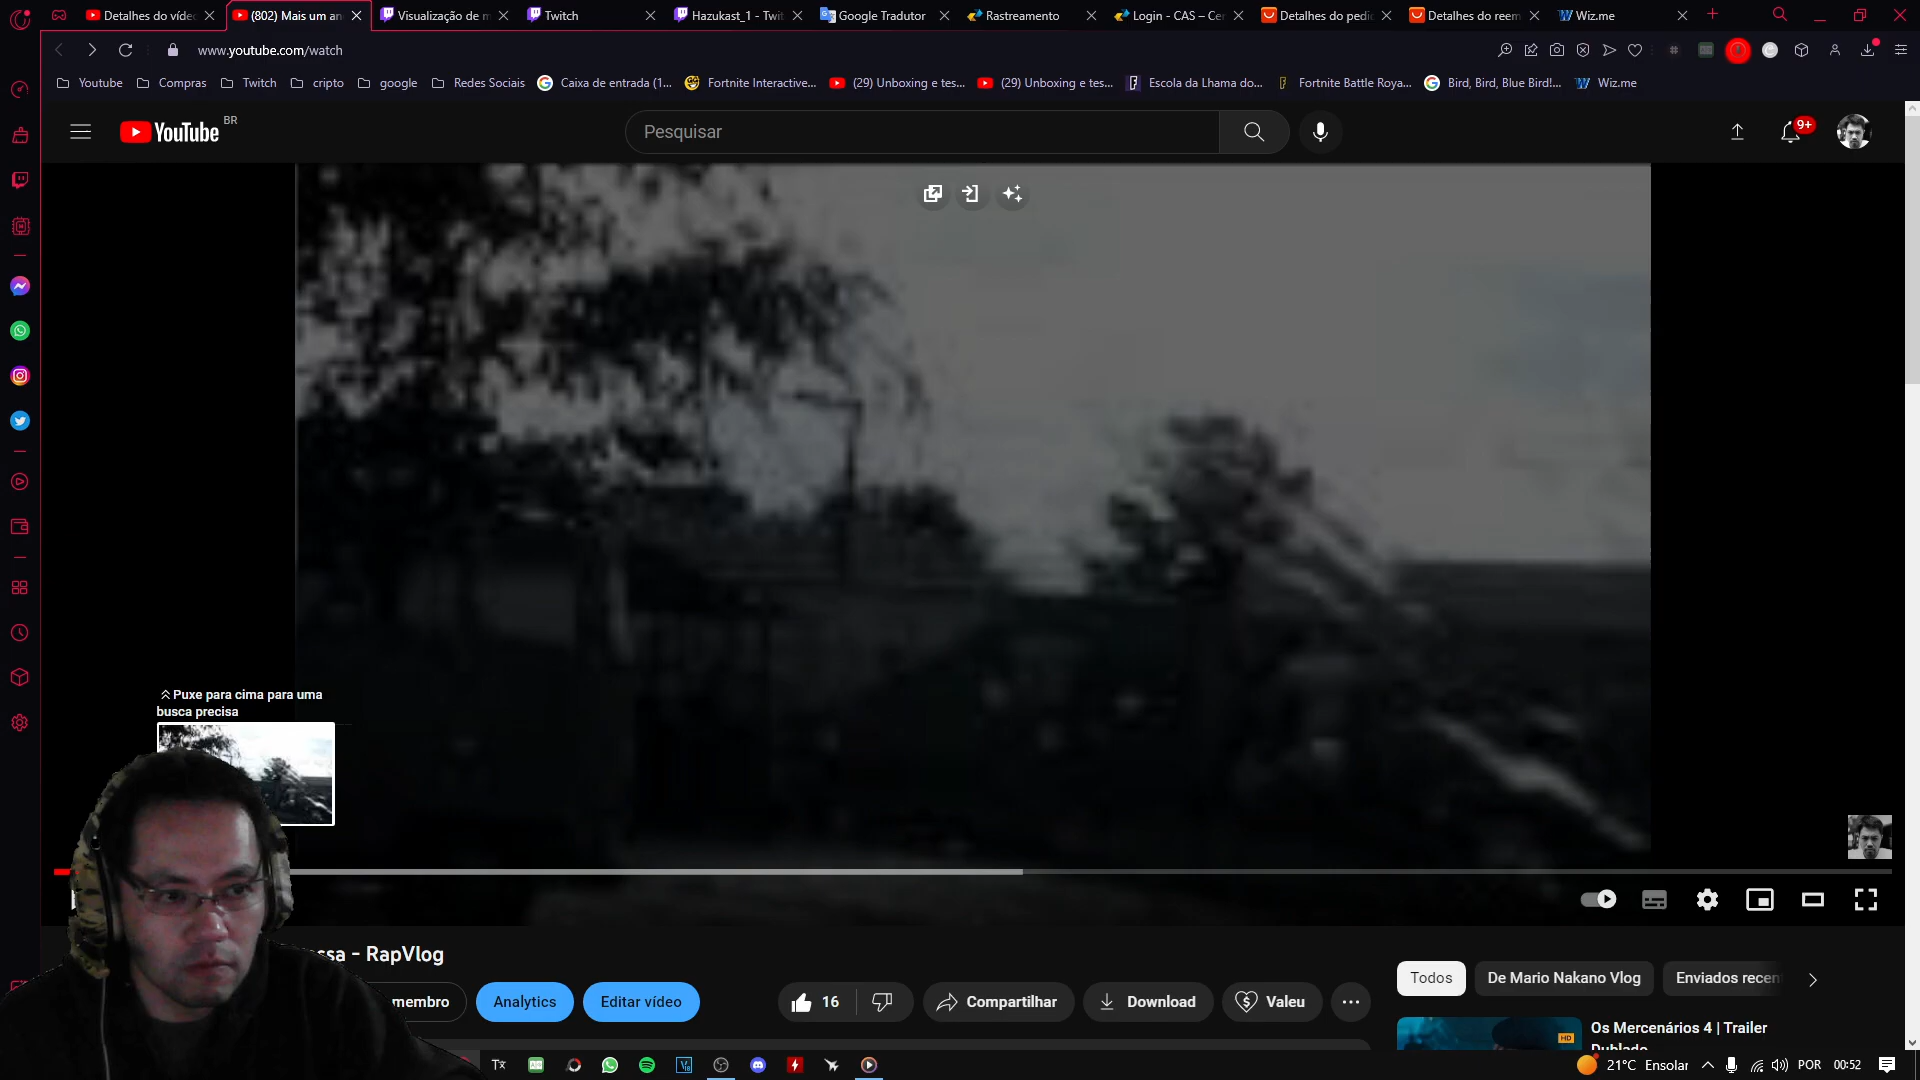 Detalhes do víde
(802) Mais um an
Visualização de m
Twitch
Hazukast_1 - Twit
Google Tradutor
Rastreamento
Login - CAS – Cen
Detalhes do pedid
Detalhes do reem
Wiz.me
www.youtube.com/watch
Youtube
Compras
Twitch
cripto
google
Redes Sociais
Caixa de entrada (1...
Fortnite Interactive...
(29) Unboxing e tes...
(29) Unboxing e tes...
Escola da Lhama do...
Fortnite Battle Roya...
Bird, Bird, Blue Bird!...
Wiz.me
YouTube BR
Pesquisar
9+
Puxe para cima para uma
busca precisa
ssa - RapVlog
membro
Analytics
Editar vídeo
16
Compartilhar
Download
Valeu
Todos
De Mario Nakano Vlog
Enviados recen
HD
Os Mercenários 4 | Trailer
Dublado
21°C Ensolar
POR
00:52